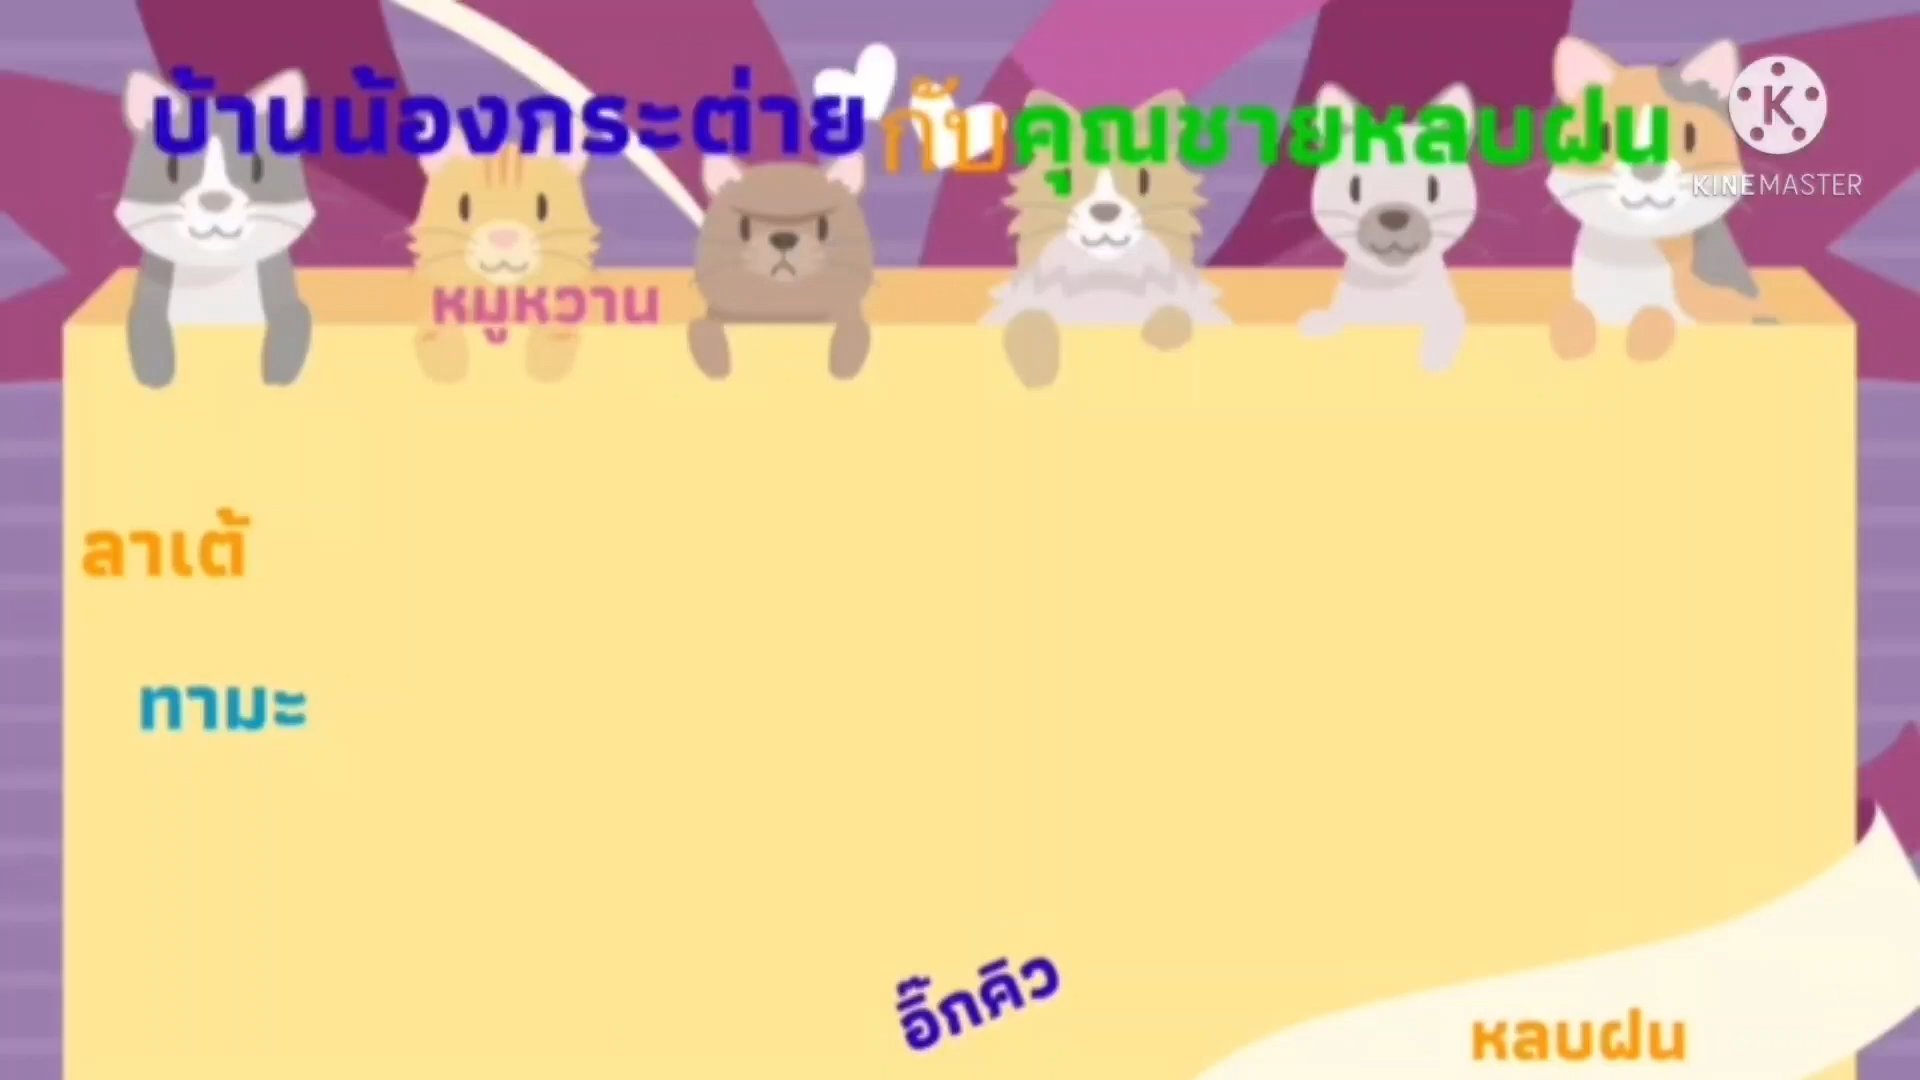 บ้านน้องกระต่ายกับคุณชายหลบฝน
KINEMASTER
หมูหวาน
ลาเต้
ทามะ
อิ๊กคิว
หลบฝน